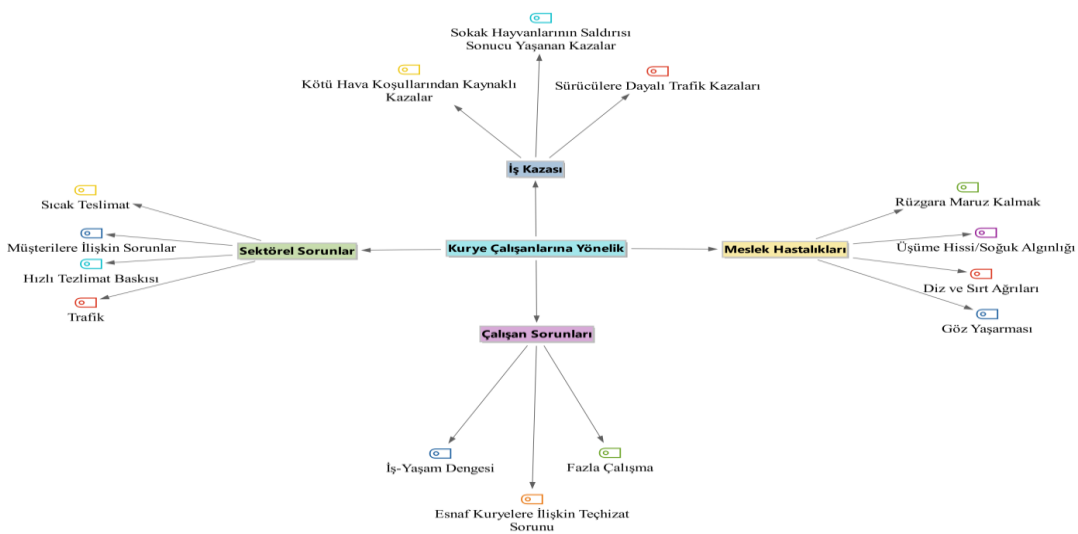 Sokak Hayvanlarının Saldırısı
Sonucu Yaşanan Kazalar
Kötü Hava Koşullarından Kaynaklı
Kazalar
Sürücülere Dayalı Trafik Kazaları
İş Kazası
Sıcak Teslimat
Müşterilere İlişkin Sorunlar
Hızlı Tezlimat Baskısı
Trafik
Sektörel Sorunlar
Kurye Çalışanlarına Yönelik
Meslek Hastalıkları
Rüzgara Maruz Kalmak
Üşüme Hissi/Soğuk Algınlığı
Diz ve Sırt Ağrıları
Göz Yaşarması
Çalışan Sorunları
İş-Yaşam Dengesi
Fazla Çalışma
Esnaf Kuryelere İlişkin Teçhizat
Sorunu